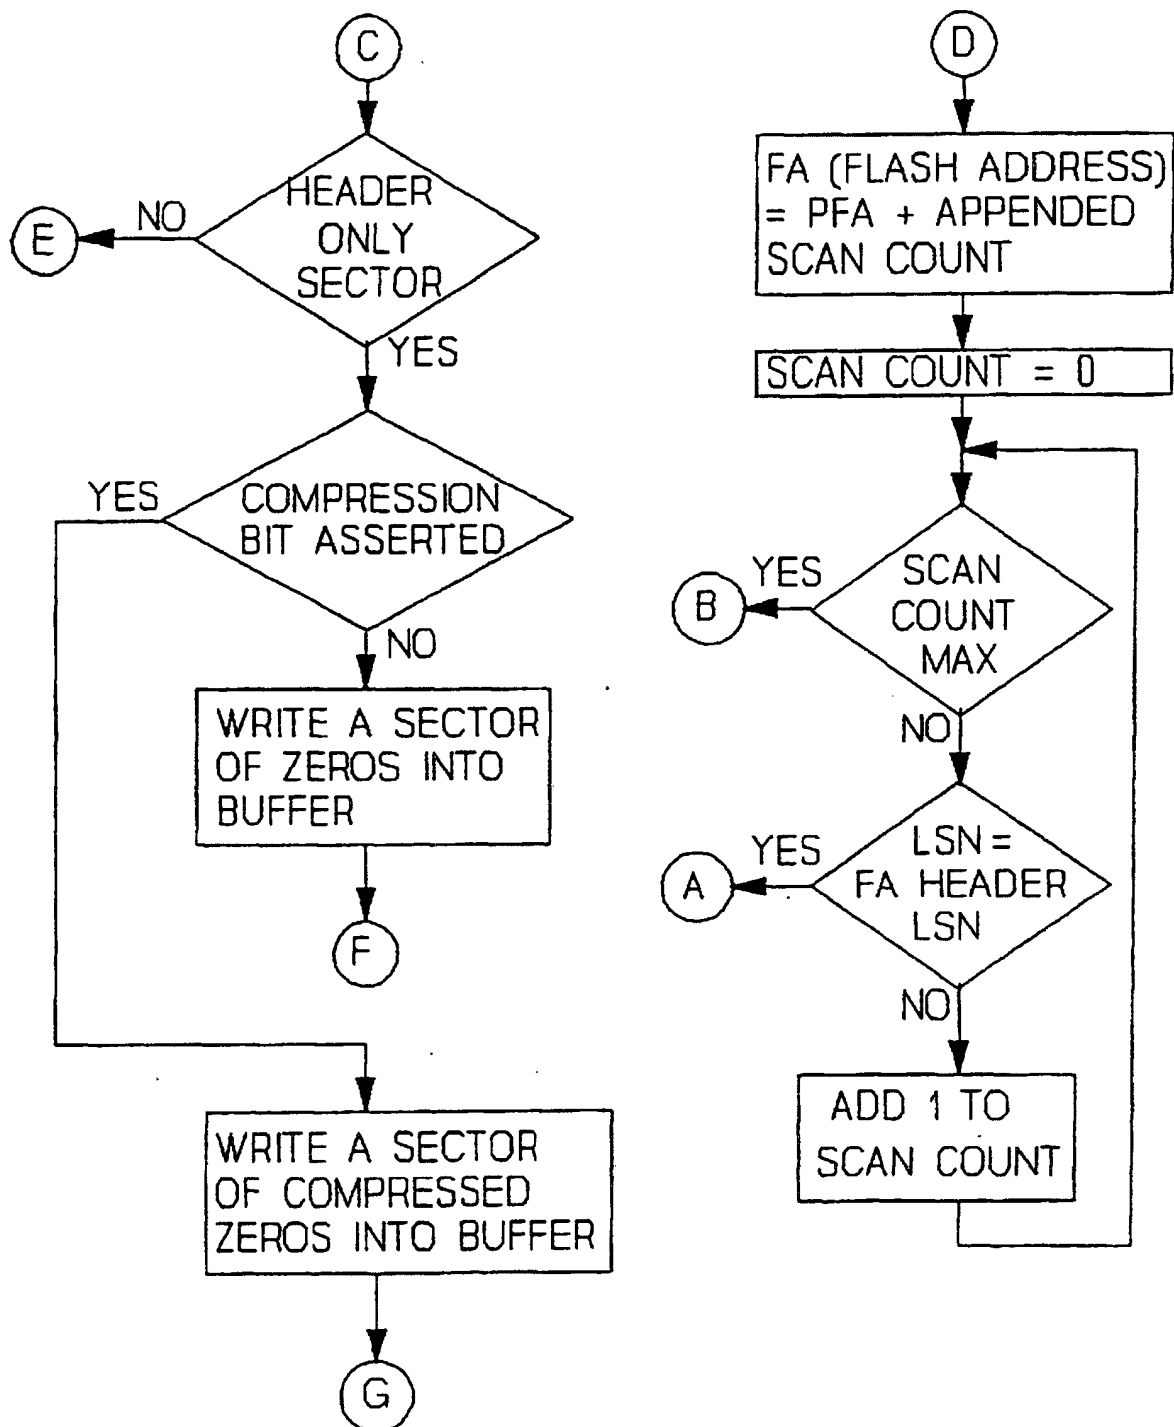 C
HEADER
ONLY
SECTOR
NO
E
YES
COMPRESSION
BIT ASSERTED
YES
NO
WRITE A SECTOR
OF ZEROS INTO
BUFFER
F
WRITE A SECTOR
OF COMPRESSED
ZEROS INTO BUFFER
G
D
FA (FLASH ADDRESS)
= PFA + APPENDED
SCAN COUNT
SCAN COUNT = 0
SCAN
COUNT
MAX
YES
B
NO
LSN =
FA HEADER
LSN
YES
A
NO
ADD 1 TO
SCAN COUNT